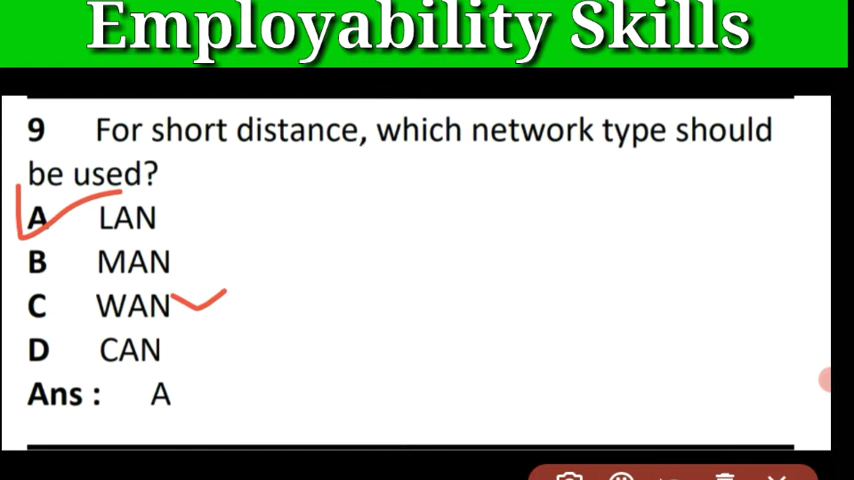 Employability Skills
9 For short distance, which network type should
be used?
A LAN
B MAN
C WAN
D CAN
Ans : A